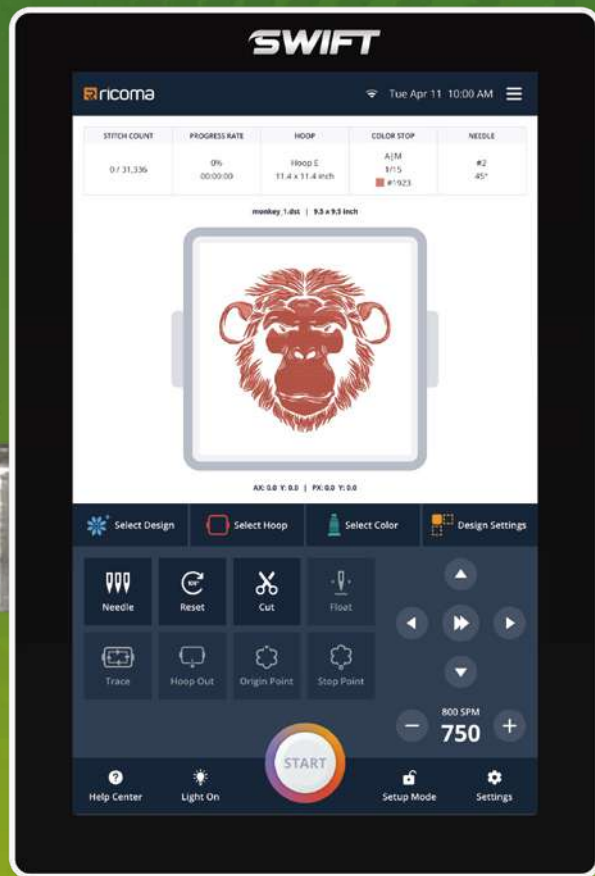 SWIFT
ricoma
Tue Apr 11 10:00 AM
STITCH COUNT
PROGRESS RATE
HOOP
COLOR STOP
NEEDLE
0 / 31,336
0%
00:00:00
Hoop E
11.4 x 11.4 inch
A|M
1/15
#1923
#2
45°
monkey_1.dst | 9.5 x 9.5 inch
AX: 0.0 Y: 0.0 | PX: 0.0 Y: 0.0
Select Design
Select Hoop
Select Color
Design Settings
Needle
Reset
Cut
Float
Trace
Hoop Out
Origin Point
Stop Point
800 SPM
750
START
Help Center
Light On
Setup Mode
Settings